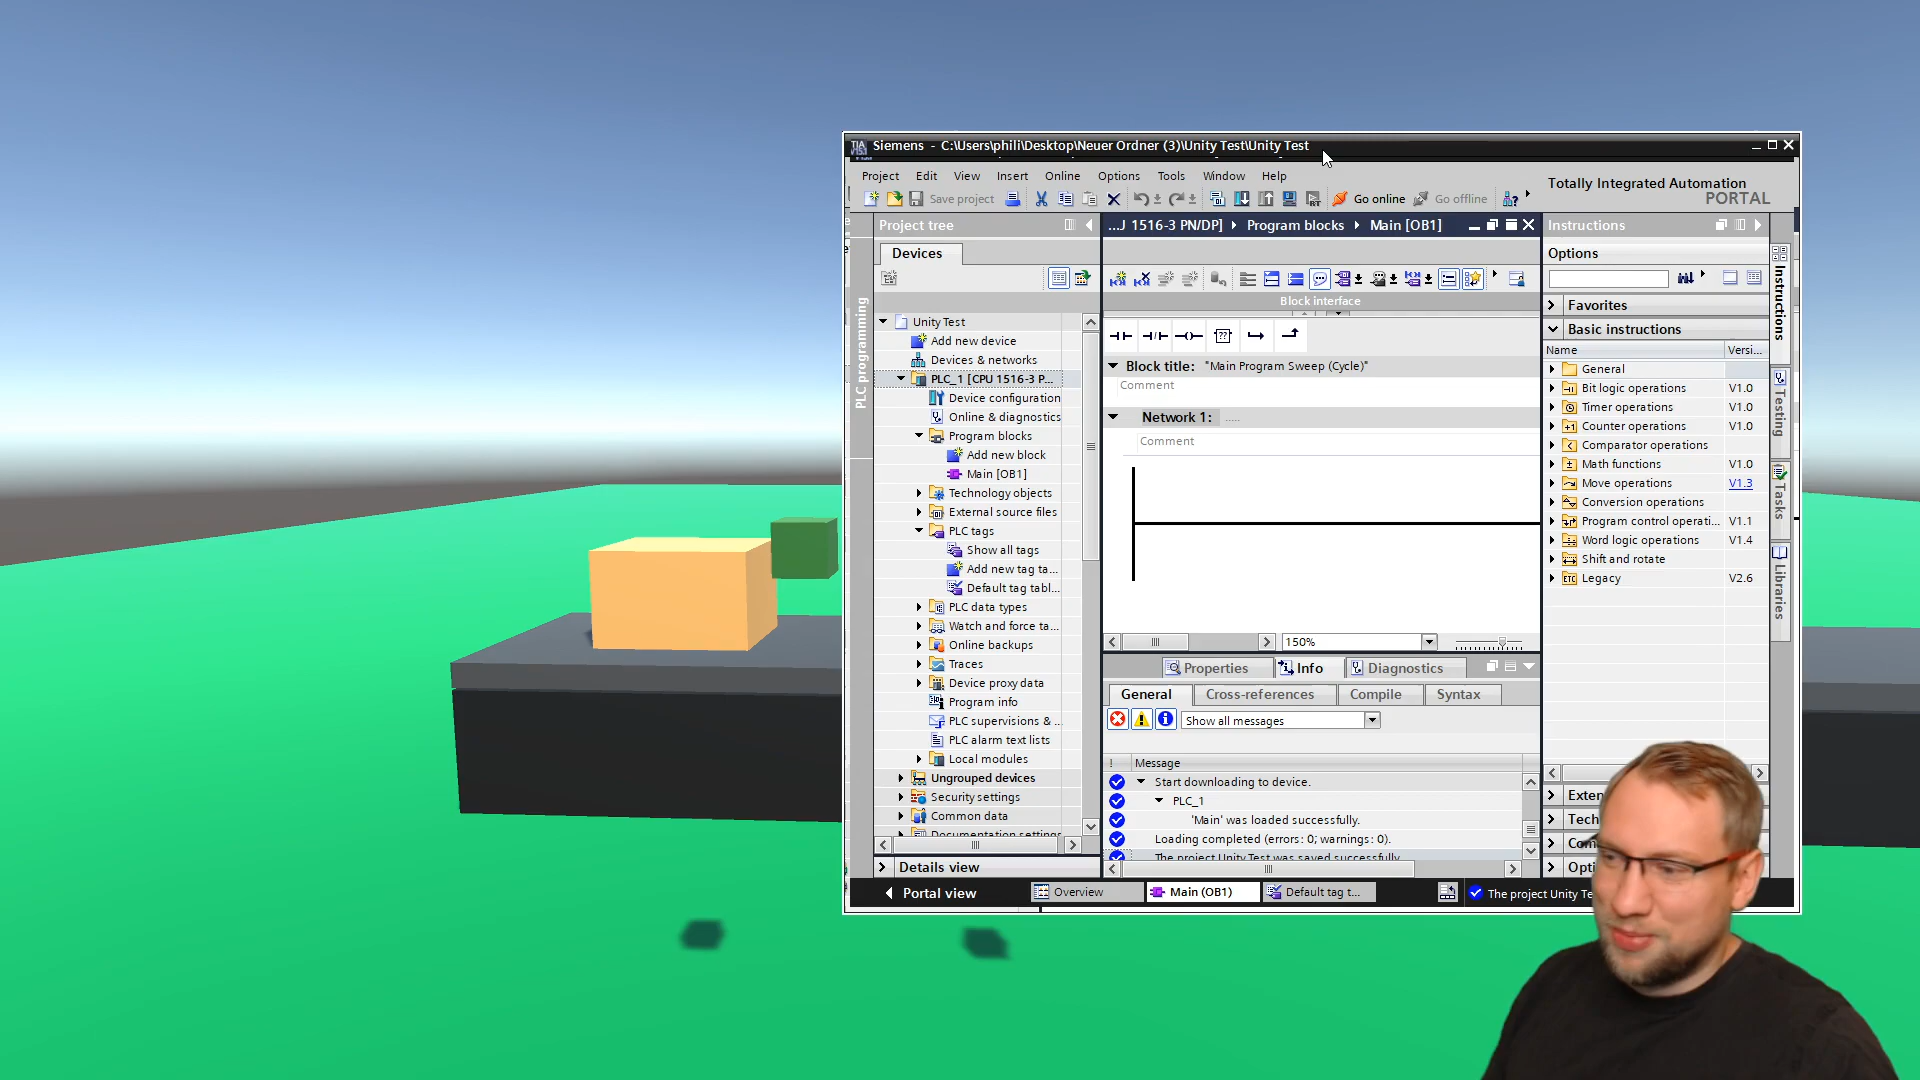 Siemens - C:\Users\phili\Desktop\Neuer Ordner (3)\Unity Test\Unity Test
Project Edit View Insert Online Options Tools Window Help
Totally Integrated Automation
PORTAL
Save project
Go online
Go offline
Project tree
Devices
PLC programming
Unity Test
Add new device
Devices & networks
PLC_1 [CPU 1516-3 P...
Device configuration
Online & diagnostics
Program blocks
Add new block
Main [OB1]
Technology objects
External source files
PLC tags
Show all tags
Add new tag ta...
Default tag tabl...
PLC data types
Watch and force ta...
Online backups
Traces
Device proxy data
Program info
PLC supervisions & ..
PLC alarm text lists
Local modules
Ungrouped devices
Security settings
Common data
Documentation settings
Details view
...J 1516-3 PN/DP] Program blocks Main [OB1]
Block interface
Block title: "Main Program Sweep (Cycle)"
Comment
Network 1: .....
Comment
150%
Properties Info Diagnostics
General Cross-references Compile Syntax
Show all messages
! Message
Start downloading to device.
PLC_1
'Main' was loaded successfully.
Loading completed (errors: 0; warnings: 0).
The project Unity Test was saved successfully.
Instructions
Options
Favorites
Basic instructions
Name Versi...
General
Bit logic operations V1.0
Timer operations V1.0
Counter operations V1.0
Comparator operations
Math functions V1.0
Move operations V1.3
Conversion operations
Program control operati... V1.1
Word logic operations V1.4
Shift and rotate
Legacy V2.6
Instructions
Testing
Tasks
Libraries
Portal view
Overview
Main (OB1)
Default tag t...
The project Unity Te